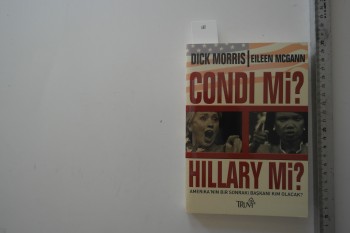 DICK MORRIS | EILEEN MCGANN
CONDI Mi?
HILLARY Mi?
AMERİKA'NIN BİR SONRAKİ BAŞKANI KİM OLACAK?
TRUVA